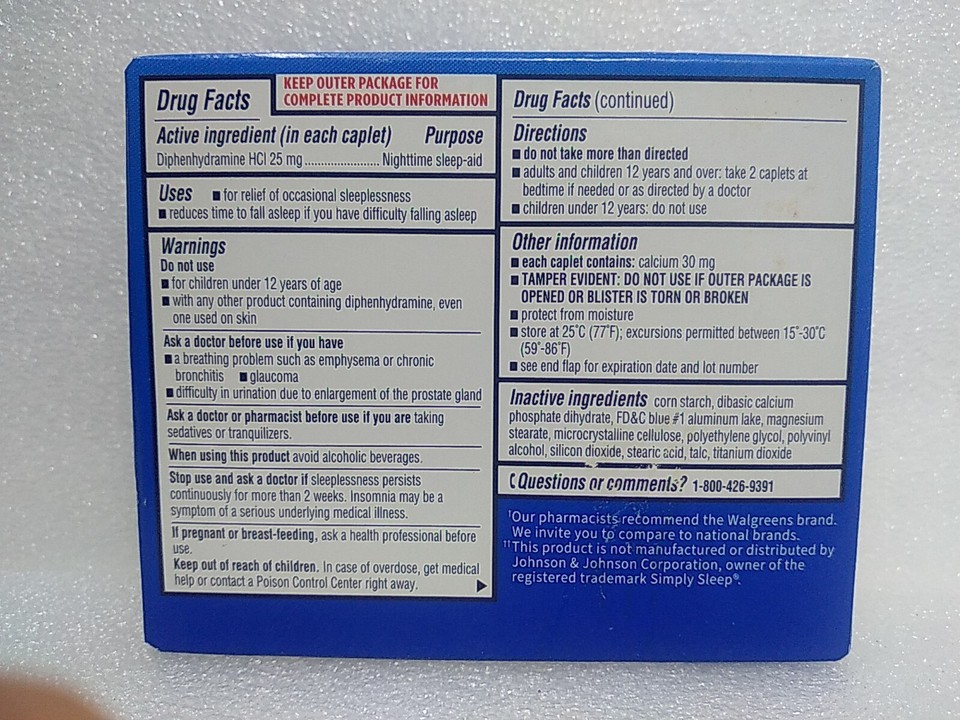 Drug Facts
KEEP OUTER PACKAGE FOR
COMPLETE PRODUCT INFORMATION
Active ingredient (in each caplet) Purpose
Diphenhydramine HCl 25 mg ........................ Nighttime sleep-aid
Uses ■ for relief of occasional sleeplessness
■ reduces time to fall asleep if you have difficulty falling asleep
Warnings
Do not use
■ for children under 12 years of age
■ with any other product containing diphenhydramine, even
one used on skin
Ask a doctor before use if you have
■ a breathing problem such as emphysema or chronic
bronchitis ■ glaucoma
■ difficulty in urination due to enlargement of the prostate gland
Ask a doctor or pharmacist before use if you are taking
sedatives or tranquilizers.
When using this product avoid alcoholic beverages.
Stop use and ask a doctor if sleeplessness persists
continuously for more than 2 weeks. Insomnia may be a
symptom of a serious underlying medical illness.
If pregnant or breast-feeding, ask a health professional before
use.
Keep out of reach of children. In case of overdose, get medical
help or contact a Poison Control Center right away.
Drug Facts (continued)
Directions
■ do not take more than directed
■ adults and children 12 years and over: take 2 caplets at
bedtime if needed or as directed by a doctor
■ children under 12 years: do not use
Other information
■ each caplet contains: calcium 30 mg
■ TAMPER EVIDENT: DO NOT USE IF OUTER PACKAGE IS
OPENED OR BLISTER IS TORN OR BROKEN
■ protect from moisture
■ store at 25˚C (77˚F); excursions permitted between 15˚-30˚C
(59˚-86˚F)
■ see end flap for expiration date and lot number
Inactive ingredients corn starch, dibasic calcium
phosphate dihydrate, FD&C blue #1 aluminum lake, magnesium
stearate, microcrystalline cellulose, polyethylene glycol, polyvinyl
alcohol, silicon dioxide, stearic acid, talc, titanium dioxide
Questions or comments? 1-800-426-9391
†Our pharmacists recommend the Walgreens brand.
We invite you to compare to national brands.
††This product is not manufactured or distributed by
Johnson & Johnson Corporation, owner of the
registered trademark Simply Sleep®.